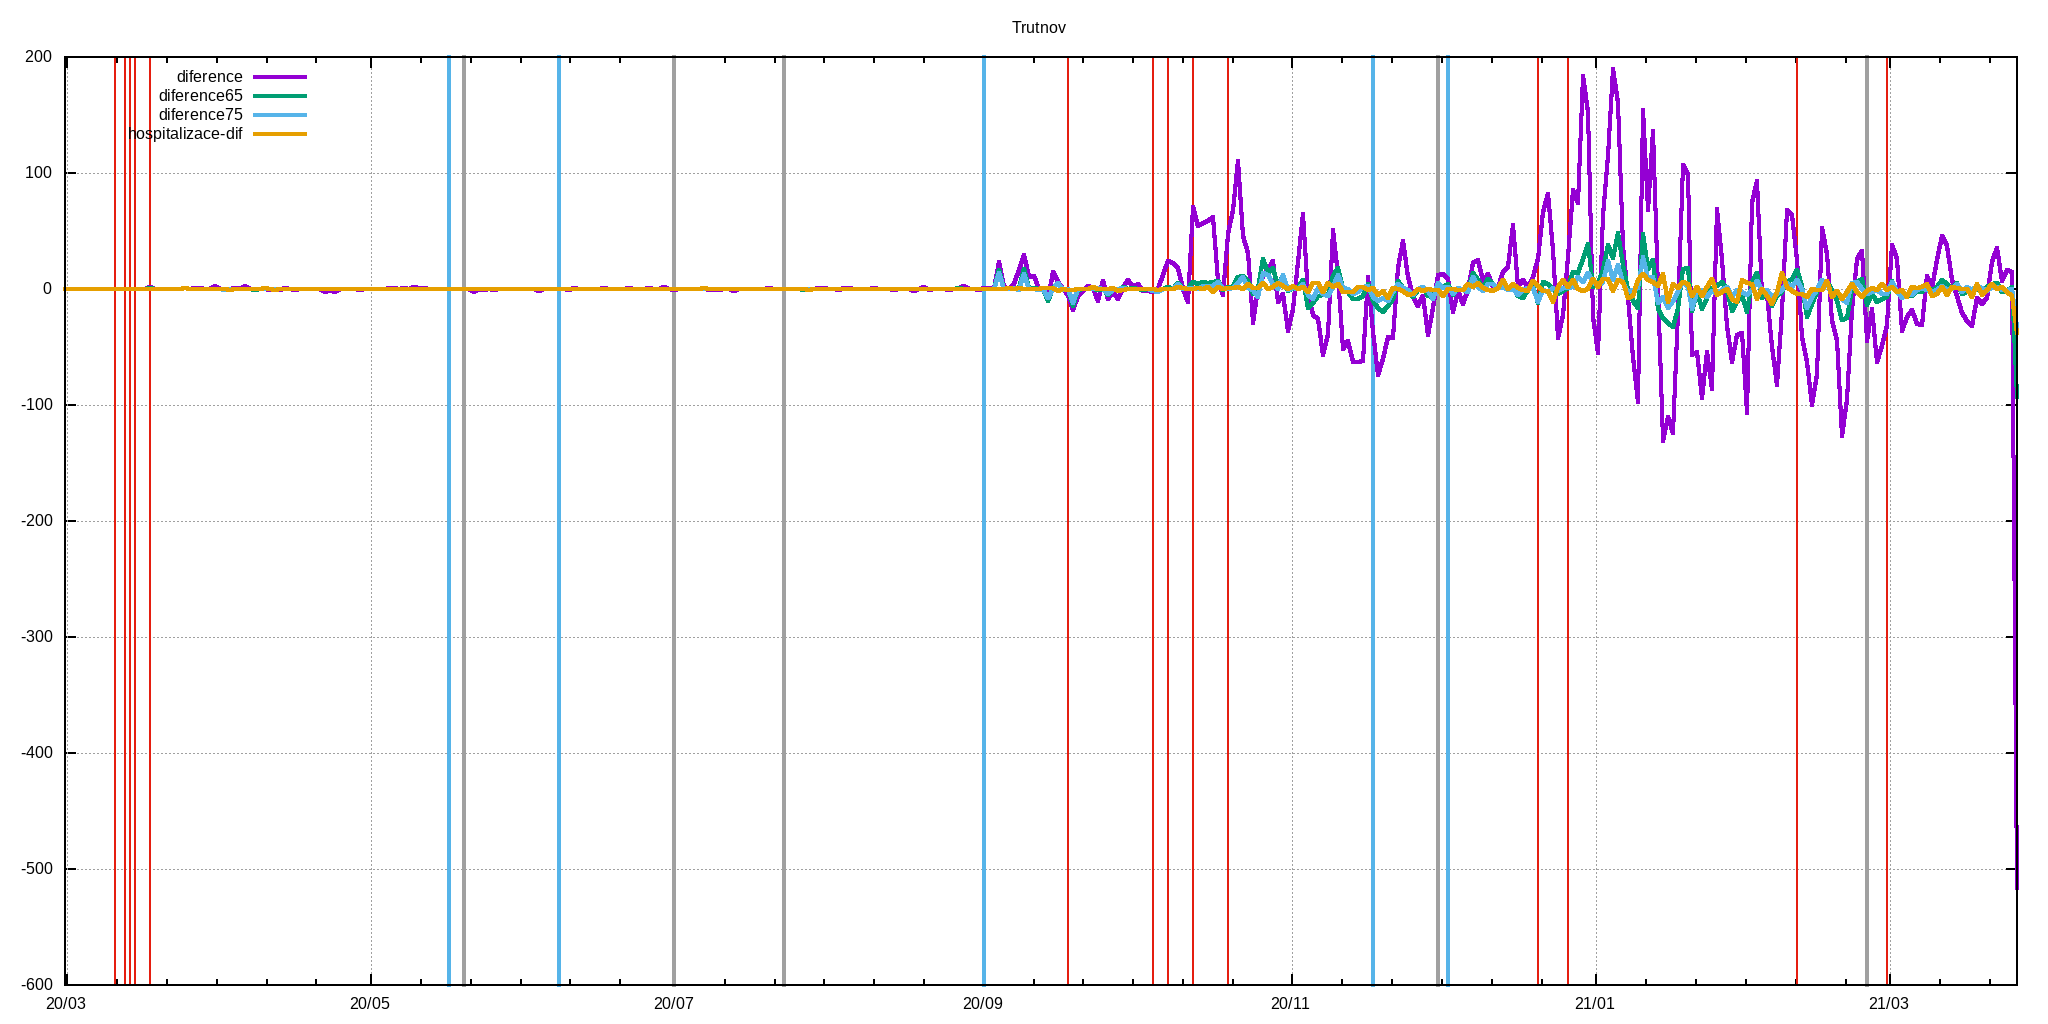 Trutnov
200
100
0
-100
-200
-300
-400
-500
-600
diference
diference65
diference75
hospitalizace-dif
20/03 20/05 20/07 20/09 20/11 21/01 21/03